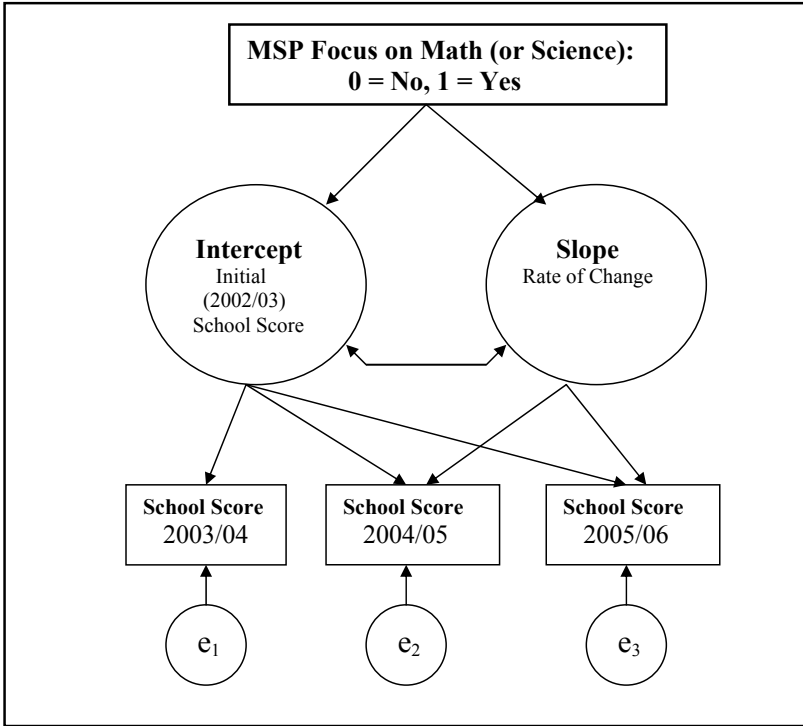 MSP Focus on Math (or Science):
0 = No, 1 = Yes
Intercept
Initial
(2002/03)
School Score
Slope
Rate of Change
School Score
2003/04
School Score
2004/05
School Score
2005/06
e₁
e₂
e₃